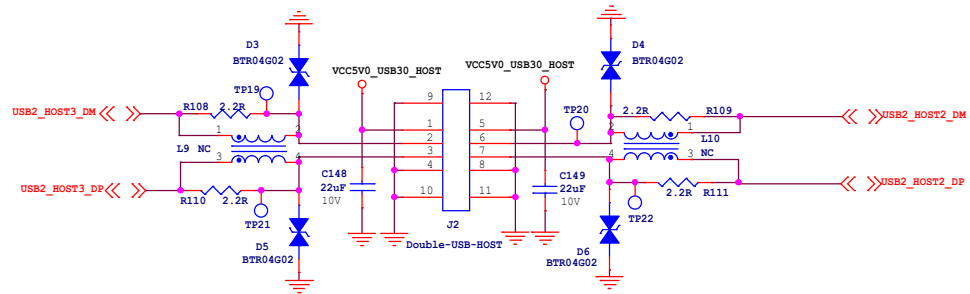 D3
BTR04G02
D4
BTR04G02
VCC5V0_USB30_HOST
VCC5V0_USB30_HOST
TP19
TP20
USB2_HOST3_DM
R108
2.2R
9
12
2.2R
R109
USB2_HOST2_DM
1
2
1
5
2
1
2
6
L9
NC
3
4
3
7
4
3
L10
NC
4
8
USB2_HOST3_DP
R110
2.2R
C148
22uF
10V
10
11
C149
22uF
10V
2.2R
R111
USB2_HOST2_DP
TP21
TP22
J2
Double-USB-HOST
D5
BTR04G02
D6
BTR04G02